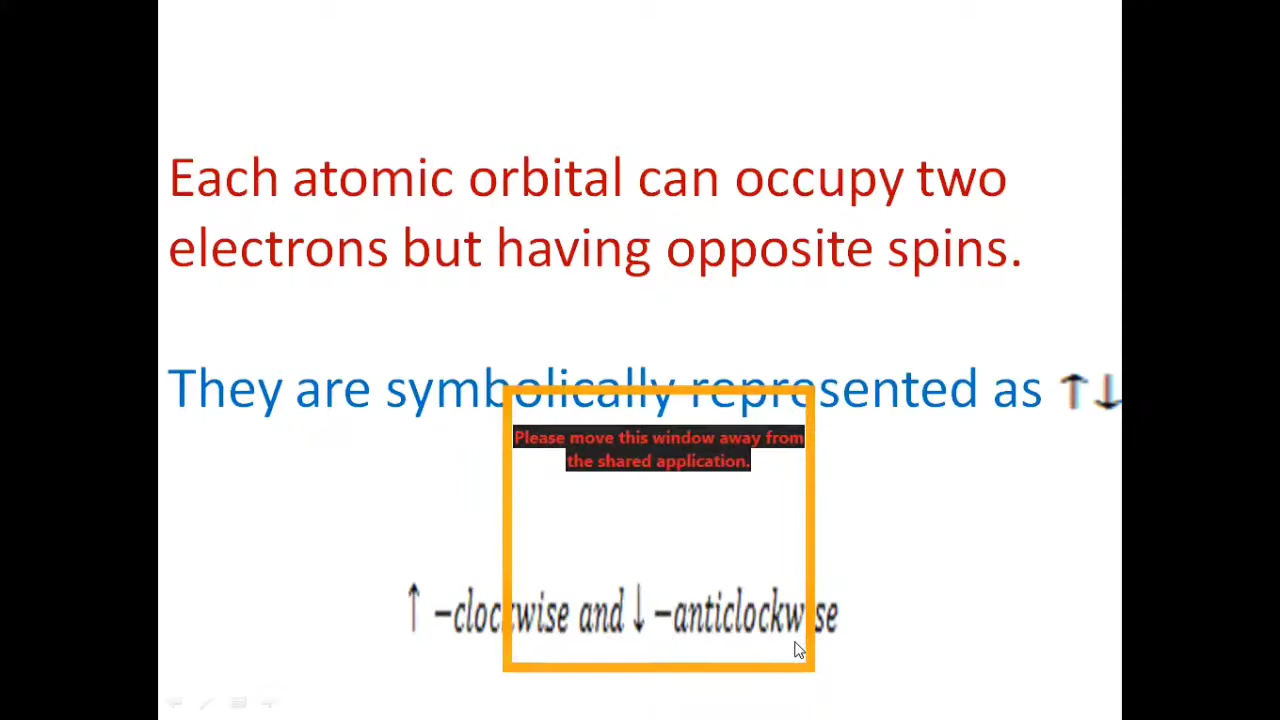 Each atomic orbital can occupy two
electrons but having opposite spins.
They are symbolically represented as ↑↓
Please move this window away from
the shared application.
↑ –clockwise and ↓ –anticlockwise